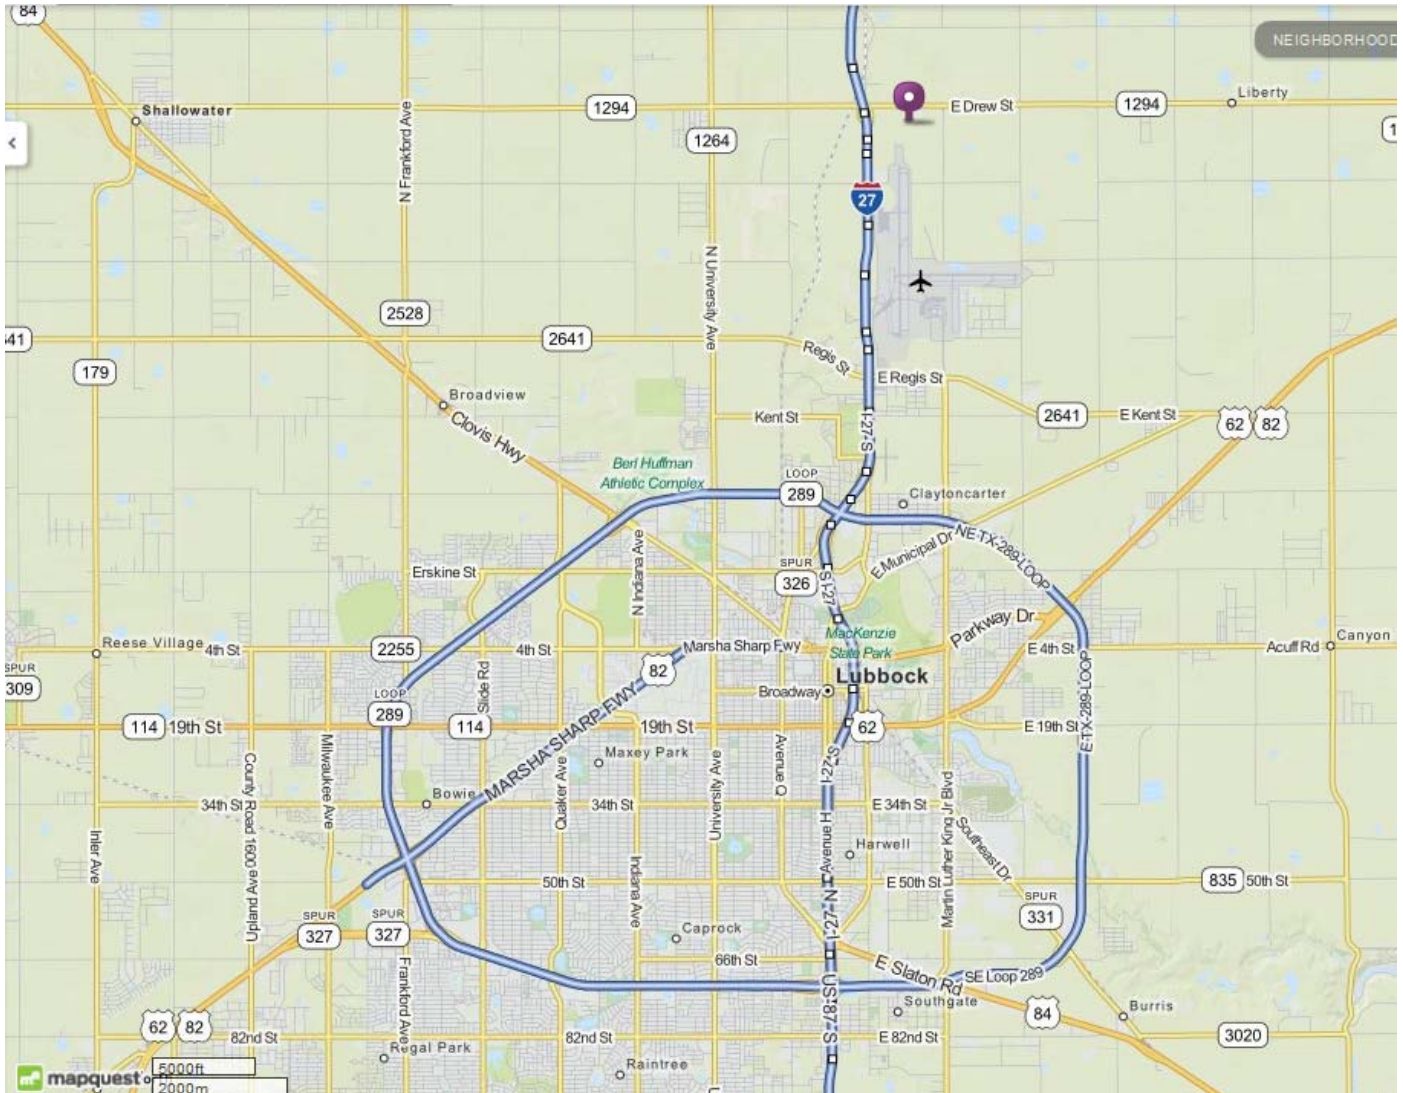 84
NEIGHBORHOOD
Shallowater
1294
E Drew St
1294
Liberty
N Frankford Ave
1264
27
N University Ave
2528
41
2641
Regis St
179
E Regis St
Broadview
Kent St
I-27-S
2641
E Kent St
62
82
Clovis Hwy
Berl Huffman
Athletic Complex
LOOP
289
Claytoncarter
N Indiana Ave
E Municipal Dr
NE-TX-289-LOOP
Erskine St
SPUR
326
S I-27
Parkway Dr
MacKenzie
State Park
Reese Village
4th St
2255
4th St
Marsha Sharp Fwy
E 4th St
Acuff Rd
Canyon
SPUR
309
82
Lubbock
Broadway
Slide Rd
LOOP
289
E-TX-289-LOOP
114
19th St
114
19th St
62
E 19th St
MARSHA SHARP FWY
Maxey Park
County Road 1600 and Upland Ave
Milwaukee Ave
Quaker Ave
University Ave
Avenue Q
I-27-S
Martin Luther King Jr Blvd
34th St
Bowie
34th St
E 34th St
Inler Ave
Avenue H
Harwell
Southeast Dr
Indiana Ave
50th St
E 50th St
835
50th St
SPUR
327
SPUR
327
SPUR
331
I-27-N
Caprock
66th St
E Slaton Rd
SE Loop 289
Frankford Ave
US-87-S
Southgate
84
Burris
62
82
82nd St
82nd St
E 82nd St
3020
Regal Park
Raintree
mapquest
5000ft
2000m